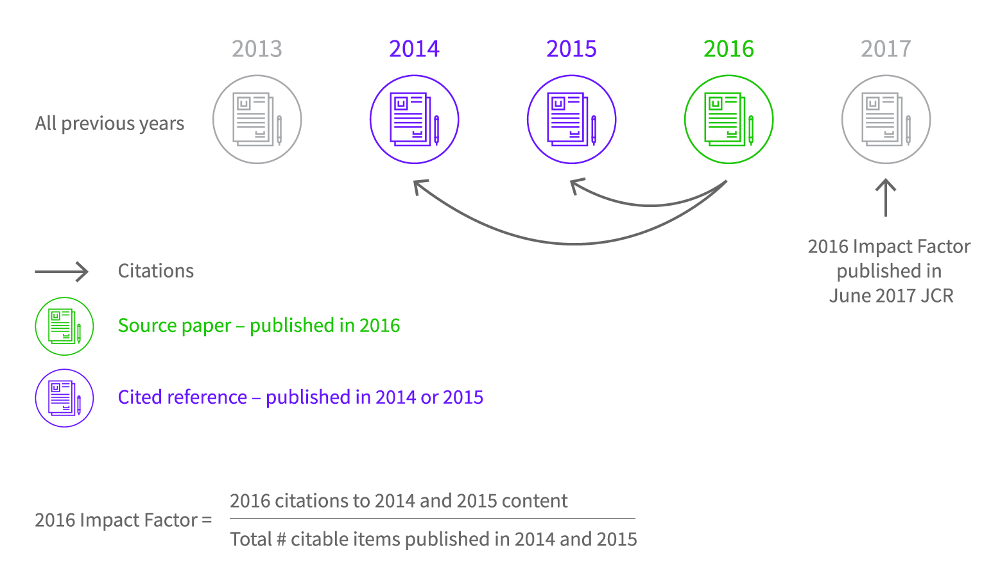 2013
2014
2015
2016
2017
All previous years
2016 Impact Factor
published in
June 2017 JCR
Citations
Source paper – published in 2016
Cited reference – published in 2014 or 2015
2016 Impact Factor =
2016 citations to 2014 and 2015 content
Total # citable items published in 2014 and 2015